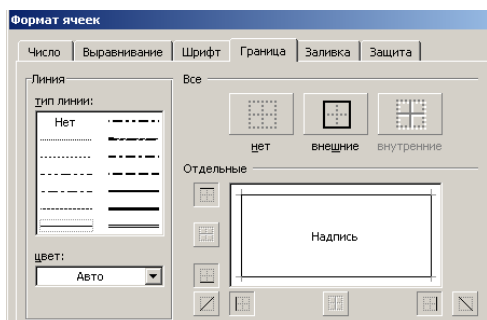 Формат ячеек
Число Выравнивание Шрифт Граница Заливка Защита
Линия
тип линии:
Нет
цвет:
Авто
Все
нет внешние внутренние
Отдельные
Надпись